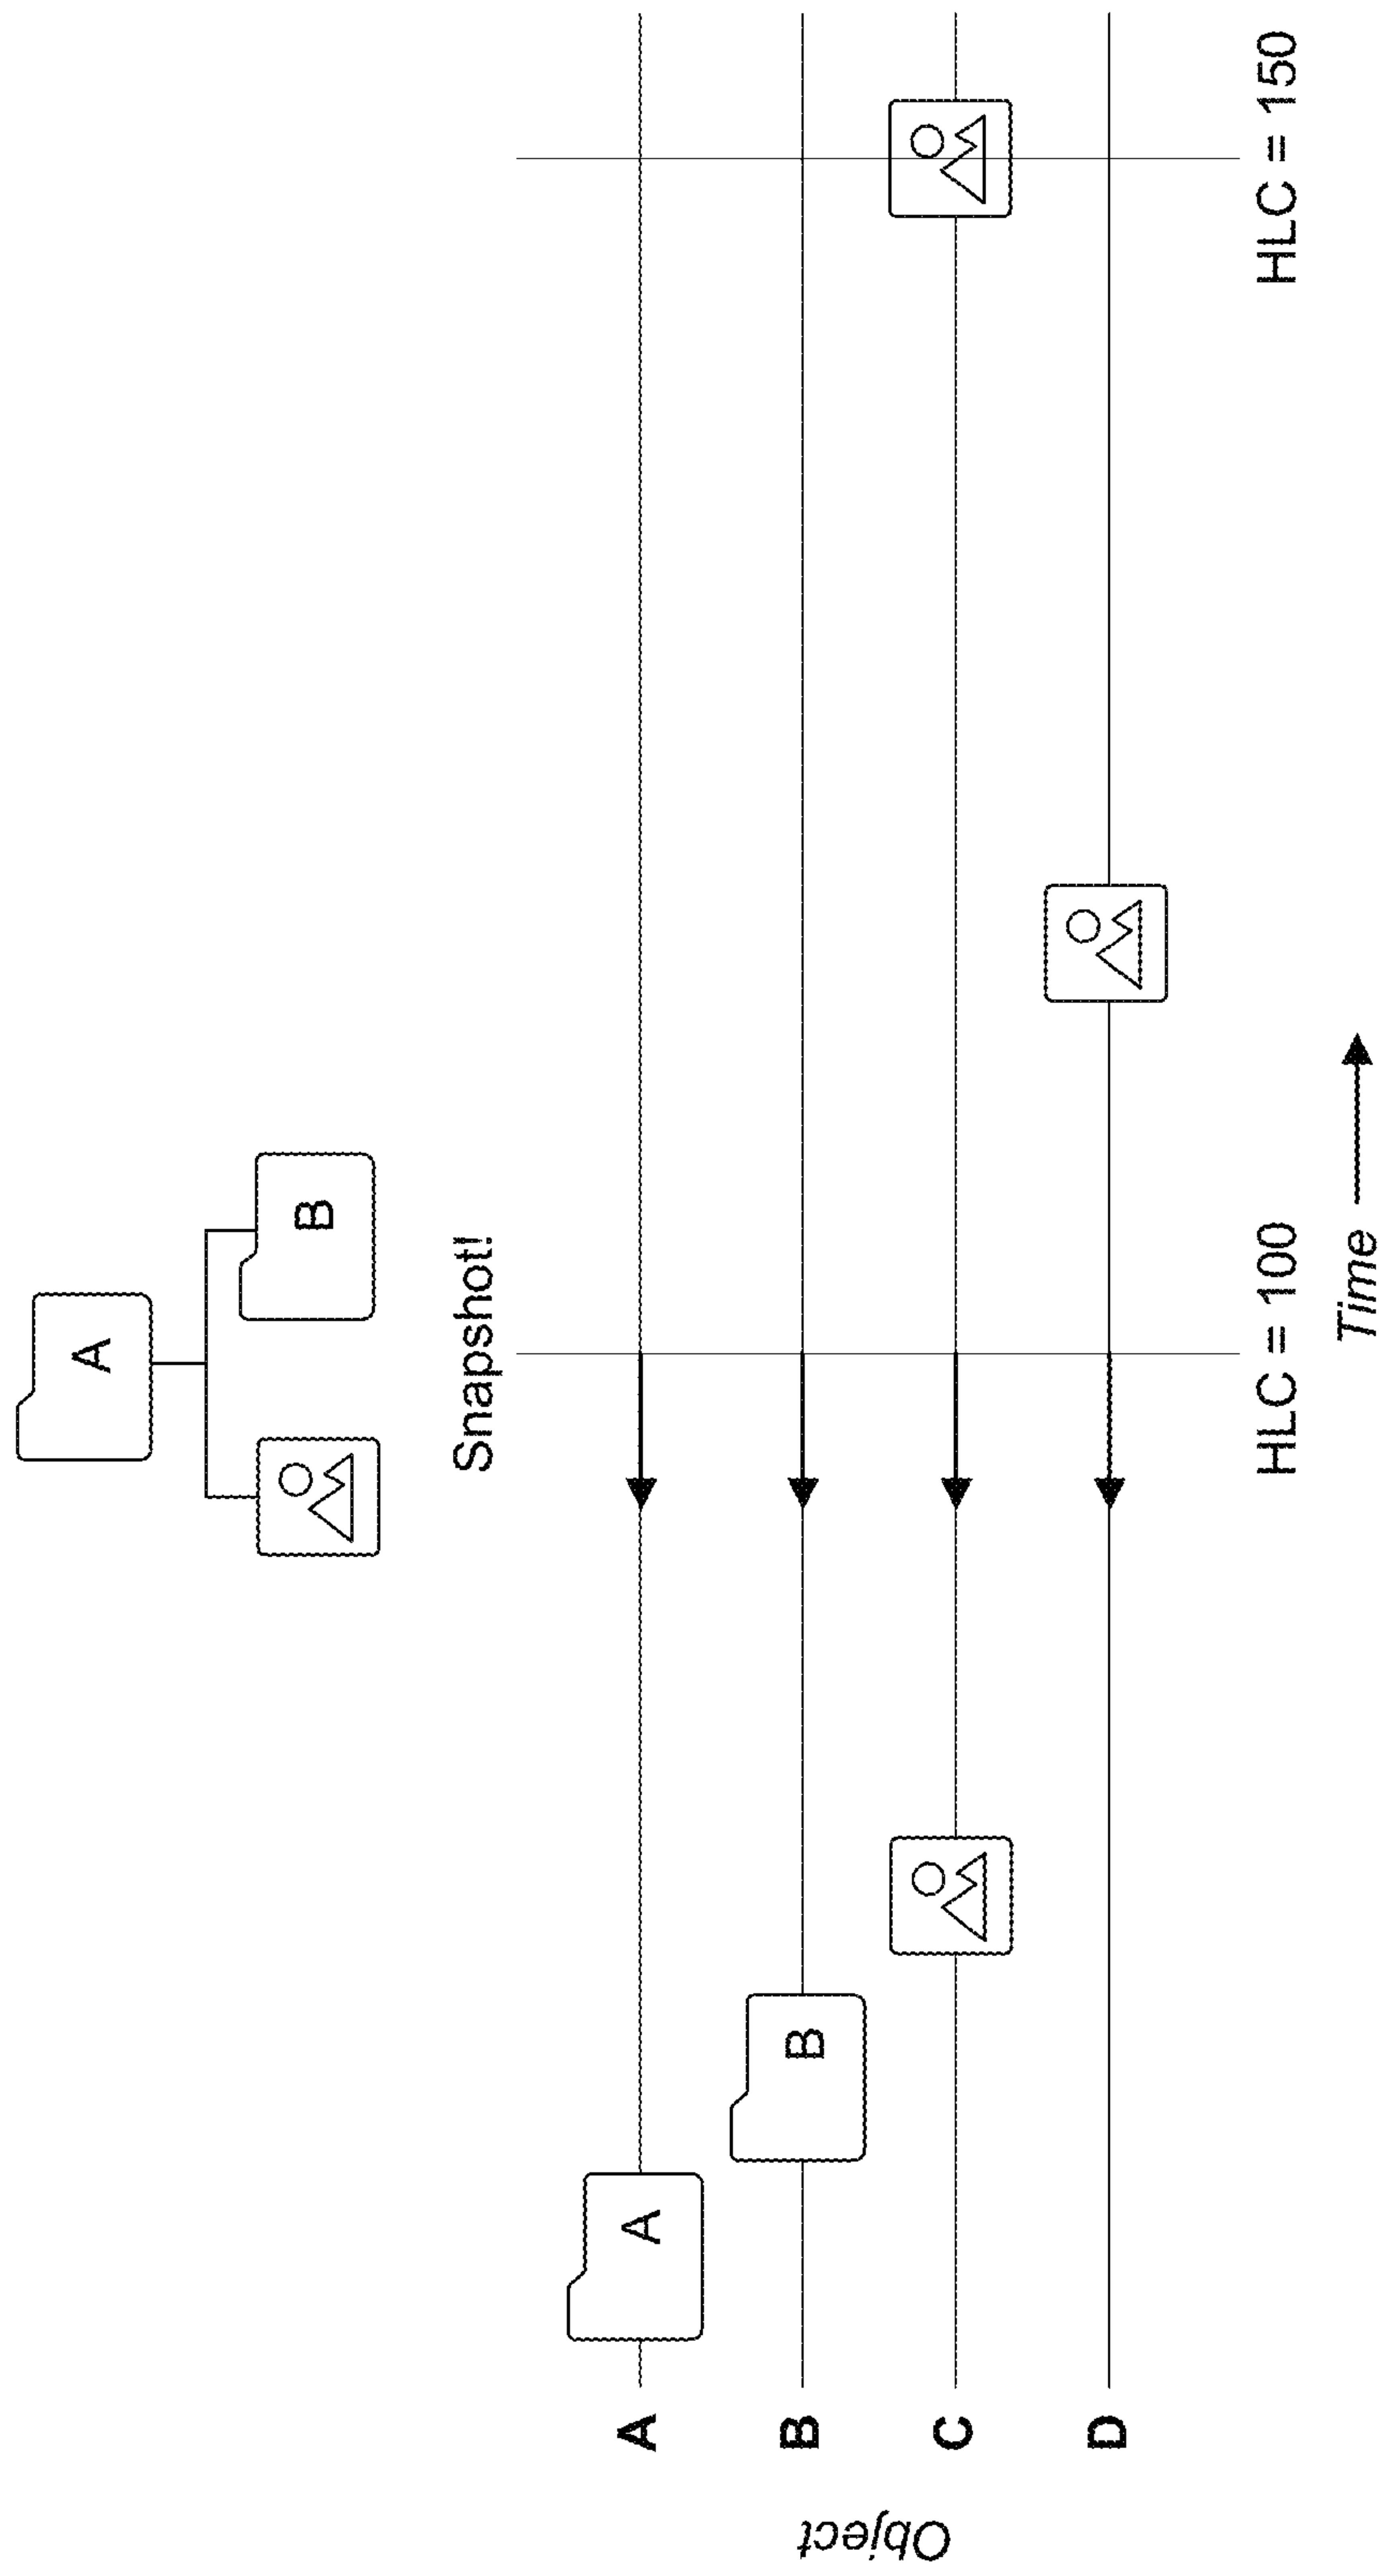 A
B
Snapshot!
A
A
B
B
C
D
Object
HLC = 100
HLC = 150
Time